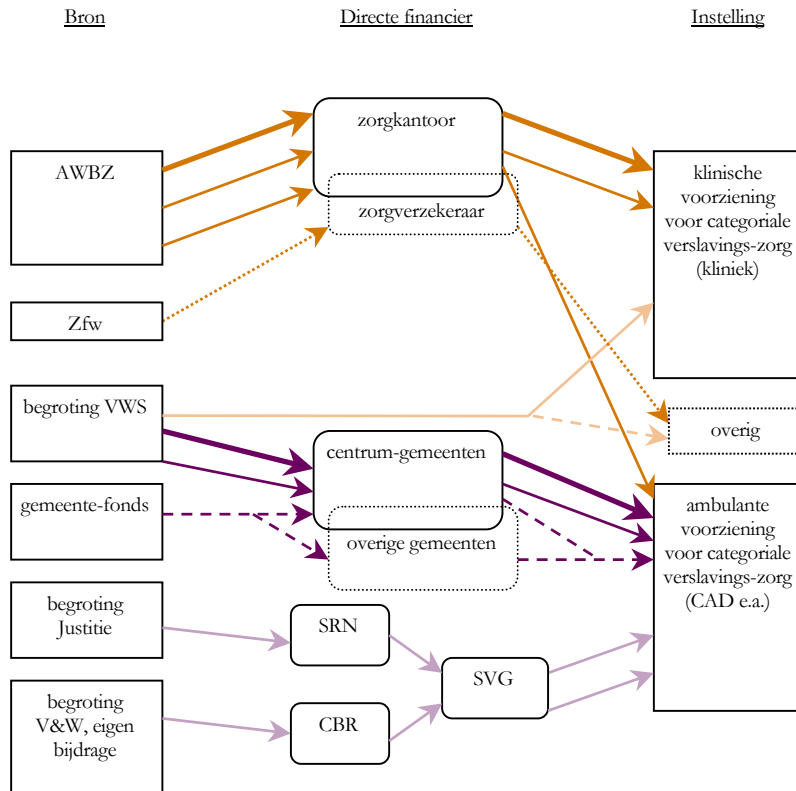 Bron
Directe financier
Instelling
zorgkantoor
AWBZ
klinische
voorziening
voor categoriale
verslavings-zorg
(kliniek)
zorgverzekeraar
Zfw
begroting VWS
overig
centrum-gemeenten
gemeente-fonds
overige gemeenten
ambulante
voorziening
voor categoriale
verslavings-zorg
(CAD e.a.)
begroting
Justitie
SRN
SVG
begroting
V&W, eigen
bijdrage
CBR